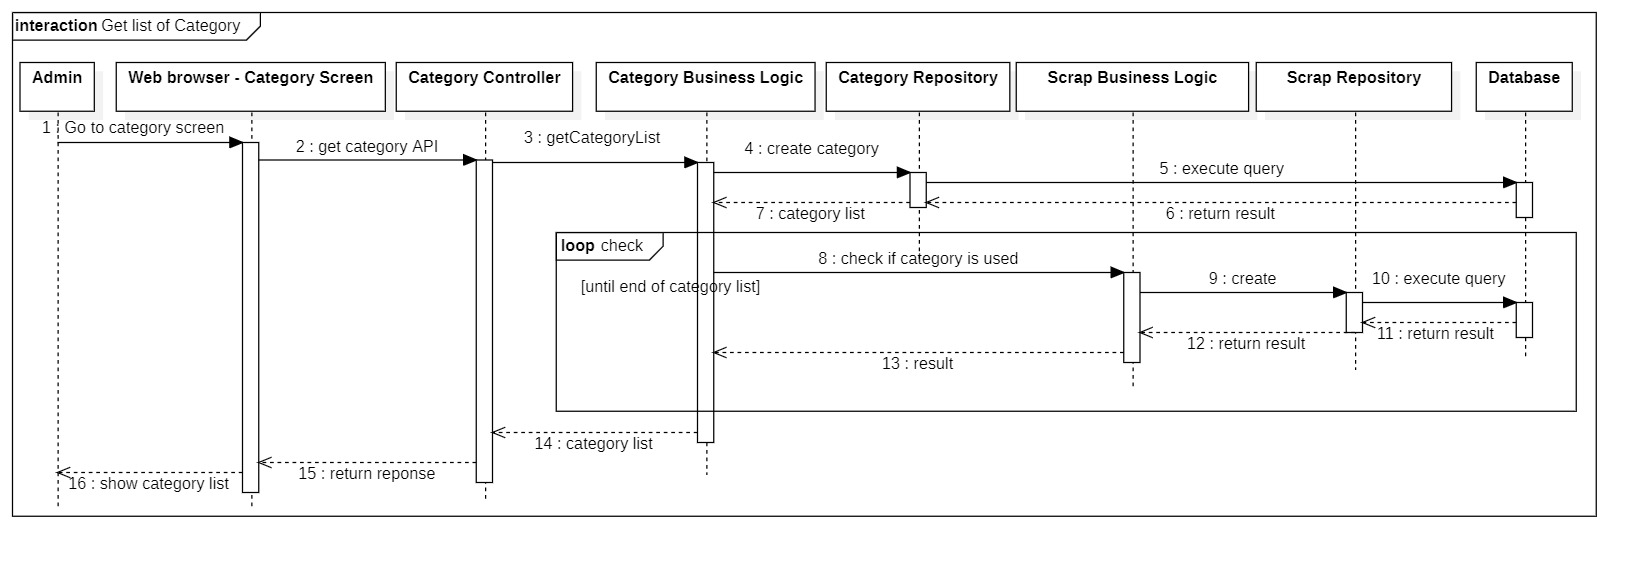 interaction Get list of Category
Admin
Web browser - Category Screen
Category Controller
Category Business Logic
Category Repository
Scrap Business Logic
Scrap Repository
Database
1 : Go to category screen
2 : get category API
3 : getCategoryList
4 : create category
5 : execute query
6 : return result
7 : category list
loop check
[until end of category list]
8 : check if category is used
9 : create
10 : execute query
11 : return result
12 : return result
13 : result
14 : category list
15 : return reponse
16 : show category list